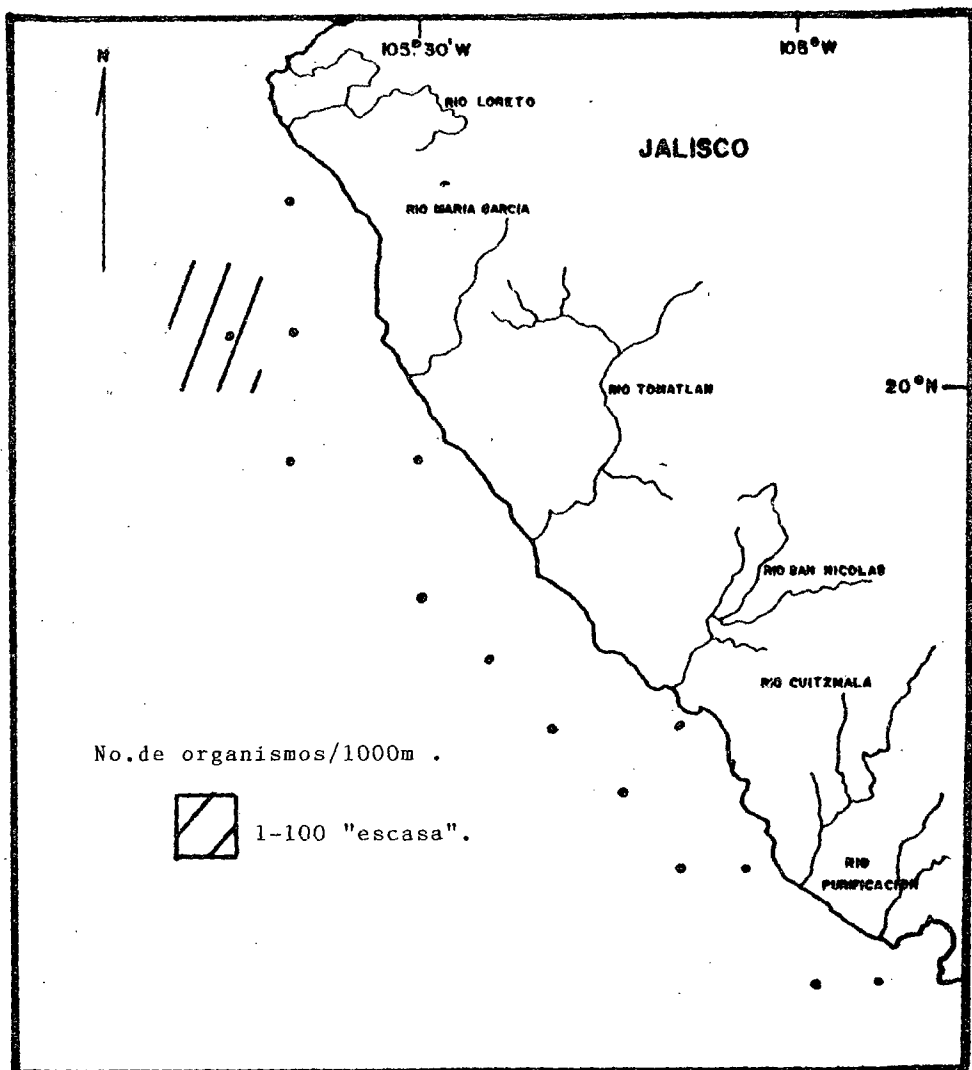 N
105°30'W
105°W
RIO LORETO
JALISCO
RIO MARIA GARCIA
20°N
RIO TOMATLAN
RIO SAN NICOLAS
RIO CUITZMALA
No.de organismos/1000m .
1-100 "escasa".
RIO
PURIFICACION